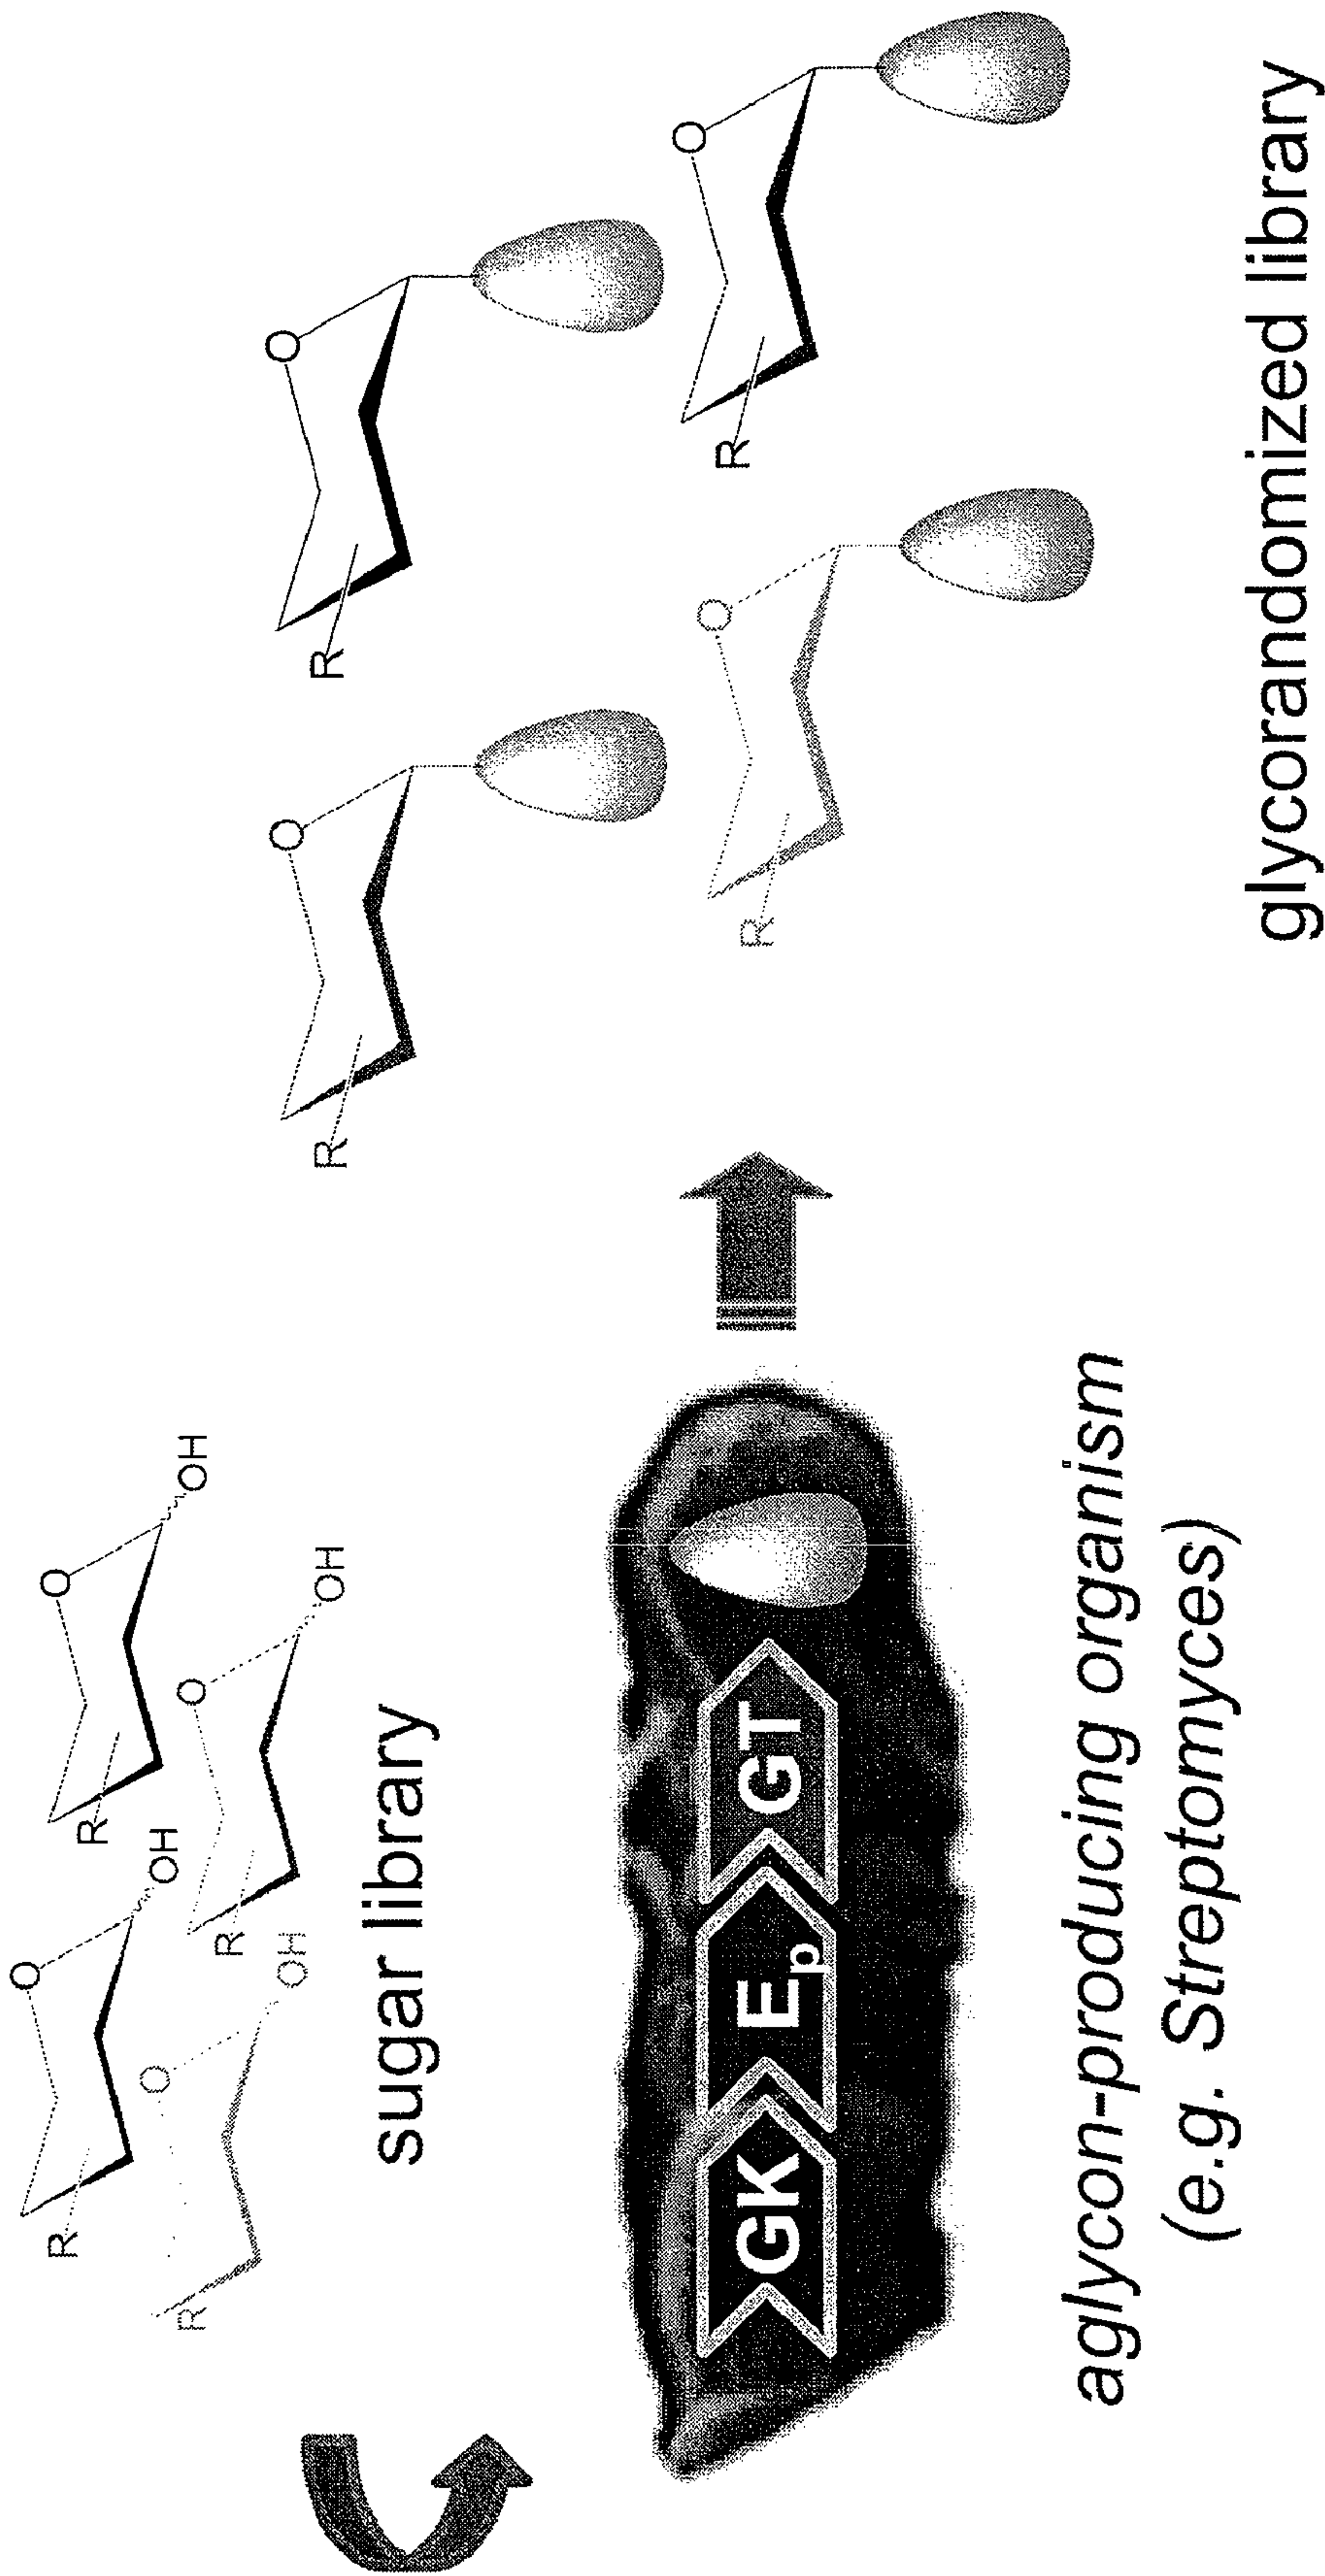 O
R
OH
O
R
OH
O
R
OH
O
R
OH
sugar library
GK
Ep
GT
aglycon-producing organism
(e.g. Streptomyces)
O
R
O
R
O
R
O
R
glycorandomized library